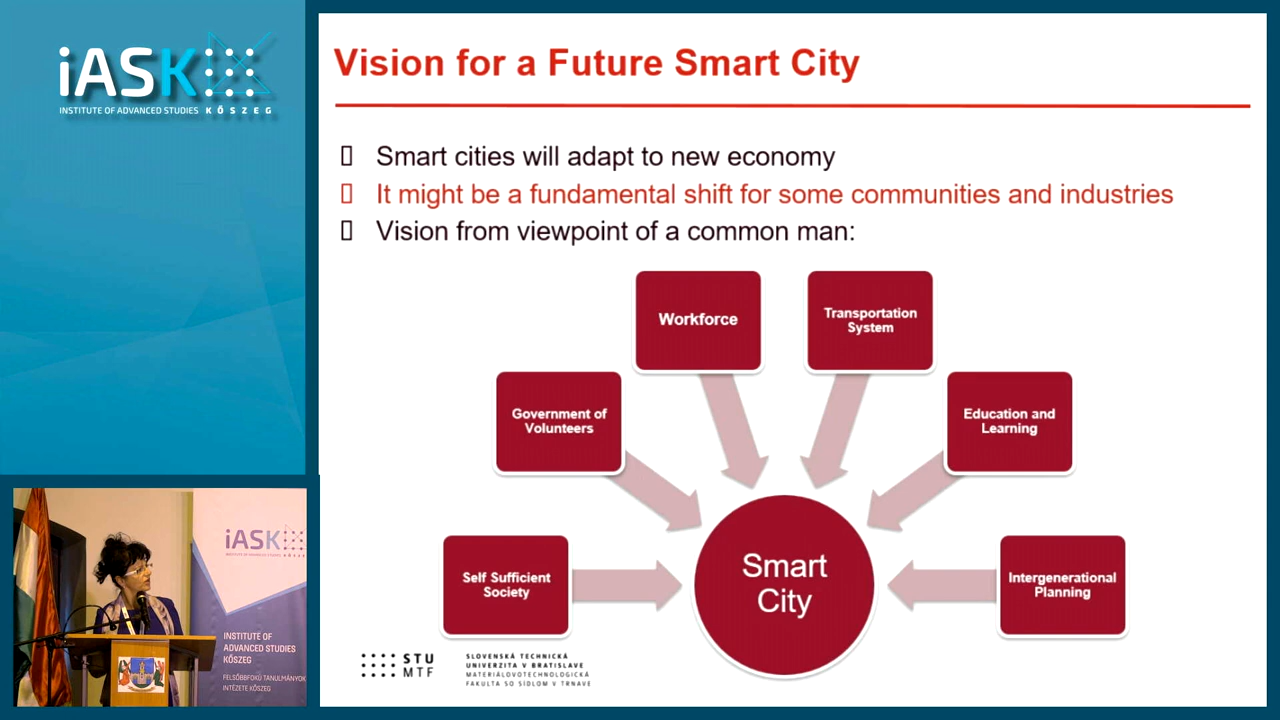 iASK
INSTITUTE OF ADVANCED STUDIES KŐSZEG
Vision for a Future Smart City
Smart cities will adapt to new economy
It might be a fundamental shift for some communities and industries
Vision from viewpoint of a common man:
Workforce
Transportation
System
Government of
Volunteers
Education and
Learning
Self Sufficient
Society
Smart
City
Intergenerational
Planning
STU
MTF
SLOVENSKÁ TECHNICKÁ
UNIVERZITA V BRATISLAVE
MATERIÁLOVOTECHNOLOGICKÁ
FAKULTA SO SÍDLOM V TRNAVE
iASK
INSTITUTE OF
ADVANCED STUDIES
KŐSZEG
FELSŐBBFOKÚ TANULMÁNYOK
INTÉZETE KŐSZEG